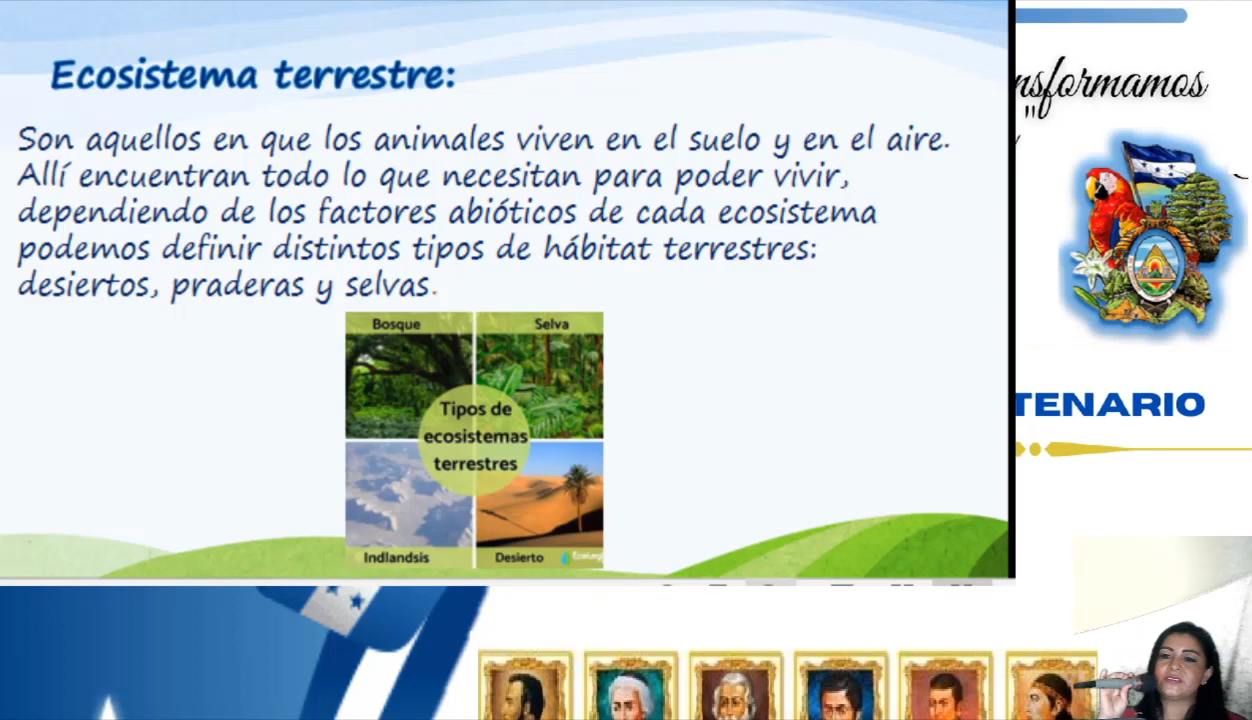 Ecosistema terrestre:
Son aquellos en que los animales viven en el suelo y en el aire.
Allí encuentran todo lo que necesitan para poder vivir,
dependiendo de los factores abióticos de cada ecosistema
podemos definir distintos tipos de hábitat terrestres:
desiertos, praderas y selvas.
Bosque
Selva
Tipos de
ecosistemas
terrestres
Indlandsis
Desierto
nsformamos
"
TENARIO